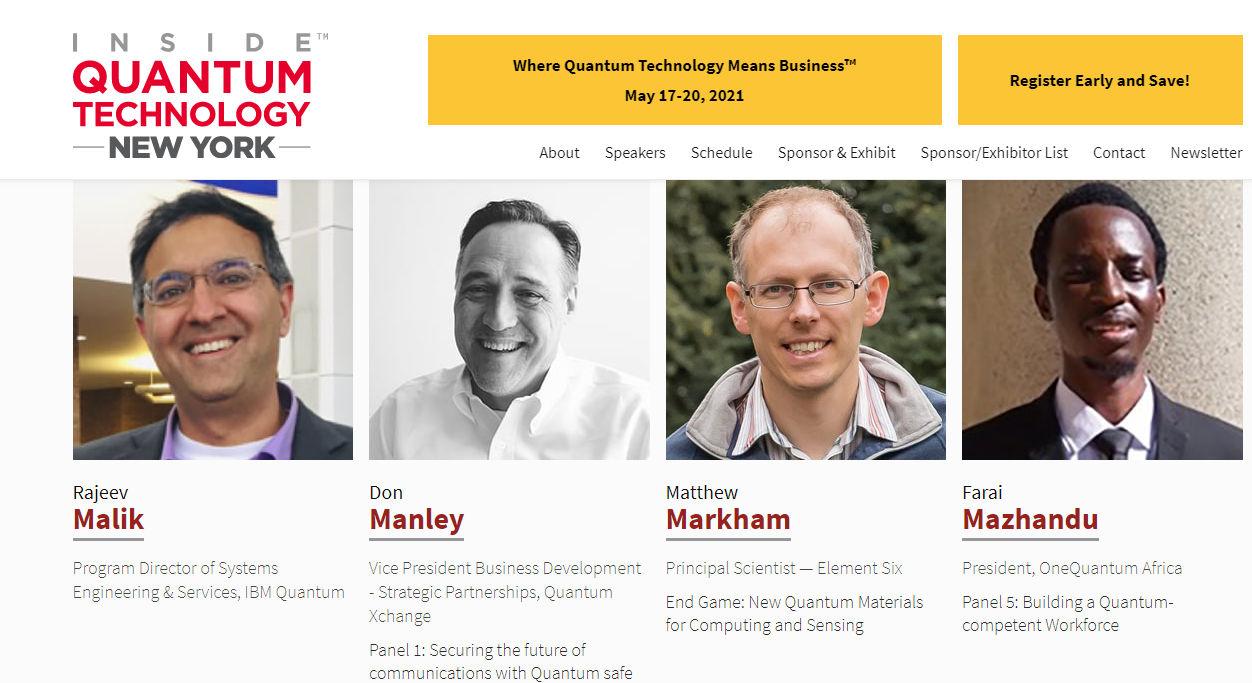 INSIDE™
QUANTUM
TECHNOLOGY
NEW YORK
Where Quantum Technology Means Business™
May 17-20, 2021
Register Early and Save!
About Speakers Schedule Sponsor & Exhibit Sponsor/Exhibitor List Contact Newsletter
Rajeev
Malik
Program Director of Systems
Engineering & Services, IBM Quantum
Don
Manley
Vice President Business Development
- Strategic Partnerships, Quantum
Xchange
Panel 1: Securing the future of
communications with Quantum safe
Matthew
Markham
Principal Scientist — Element Six
End Game: New Quantum Materials
for Computing and Sensing
Farai
Mazhandu
President, OneQuantum Africa
Panel 5: Building a Quantum-
competent Workforce